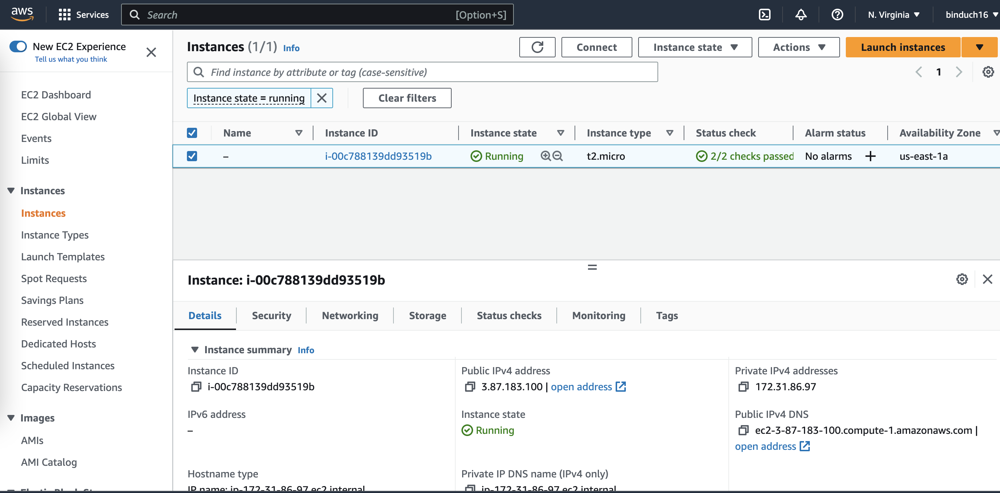 aws
Services
Search
[Option+S]
N. Virginia
binduch16
New EC2 Experience
Tell us what you think
EC2 Dashboard
EC2 Global View
Events
Limits
Instances
Instances
Instance Types
Launch Templates
Spot Requests
Savings Plans
Reserved Instances
Dedicated Hosts
Scheduled Instances
Capacity Reservations
Images
AMIs
AMI Catalog
Instances (1/1) Info
Connect
Instance state
Actions
Launch instances
Find instance by attribute or tag (case-sensitive)
1
Instance state = running
Clear filters
Name Instance ID Instance state Instance type Status check Alarm status Availability Zone
– i-00c788139dd93519b Running t2.micro 2/2 checks passed No alarms + us-east-1a
Instance: i-00c788139dd93519b
Details Security Networking Storage Status checks Monitoring Tags
Instance summary Info
Instance ID
i-00c788139dd93519b
Public IPv4 address
3.87.183.100 | open address
Private IPv4 addresses
172.31.86.97
IPv6 address
–
Instance state
Running
Public IPv4 DNS
ec2-3-87-183-100.compute-1.amazonaws.com |
open address
Hostname type
IP name: ip-172-31-86-97.ec2.internal
Private IP DNS name (IPv4 only)
ip-172-31-86-97.ec2.internal